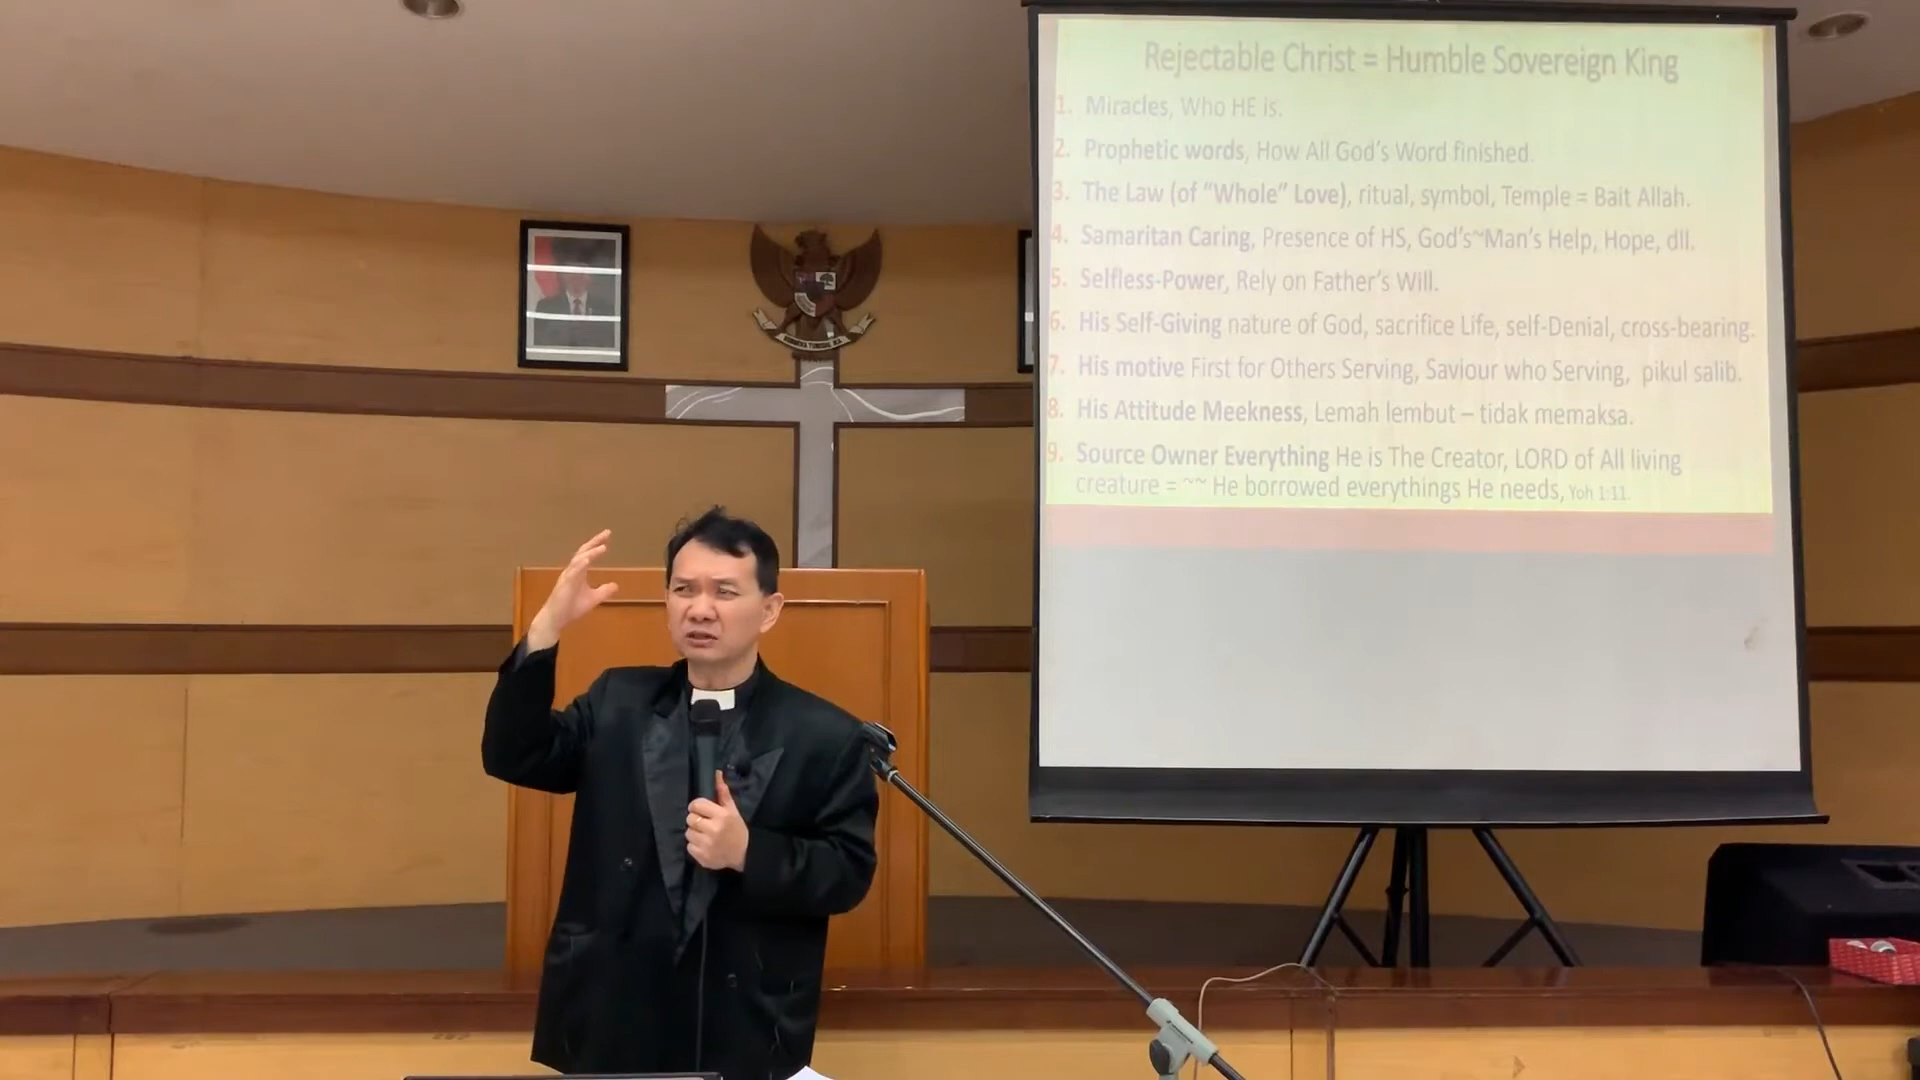 Rejectable Christ = Humble Sovereign King
1. Miracles, Who HE is.
2. Prophetic words, How All God's Word finished.
3. The Law (of "Whole" Love), ritual, symbol, Temple = Bait Allah.
4. Samaritan Caring, Presence of HS, God's~Man's Help, Hope, dll.
5. Selfless-Power, Rely on Father's Will.
6. His Self-Giving nature of God, sacrifice Life, self-Denial, cross-bearing.
7. His motive First for Others Serving, Saviour who Serving, pikul salib.
8. His Attitude Meekness, Lemah lembut – tidak memaksa.
9. Source Owner Everything He is The Creator, LORD of All living
creature = ~~ He borrowed everythings He needs, Yoh 1:11.